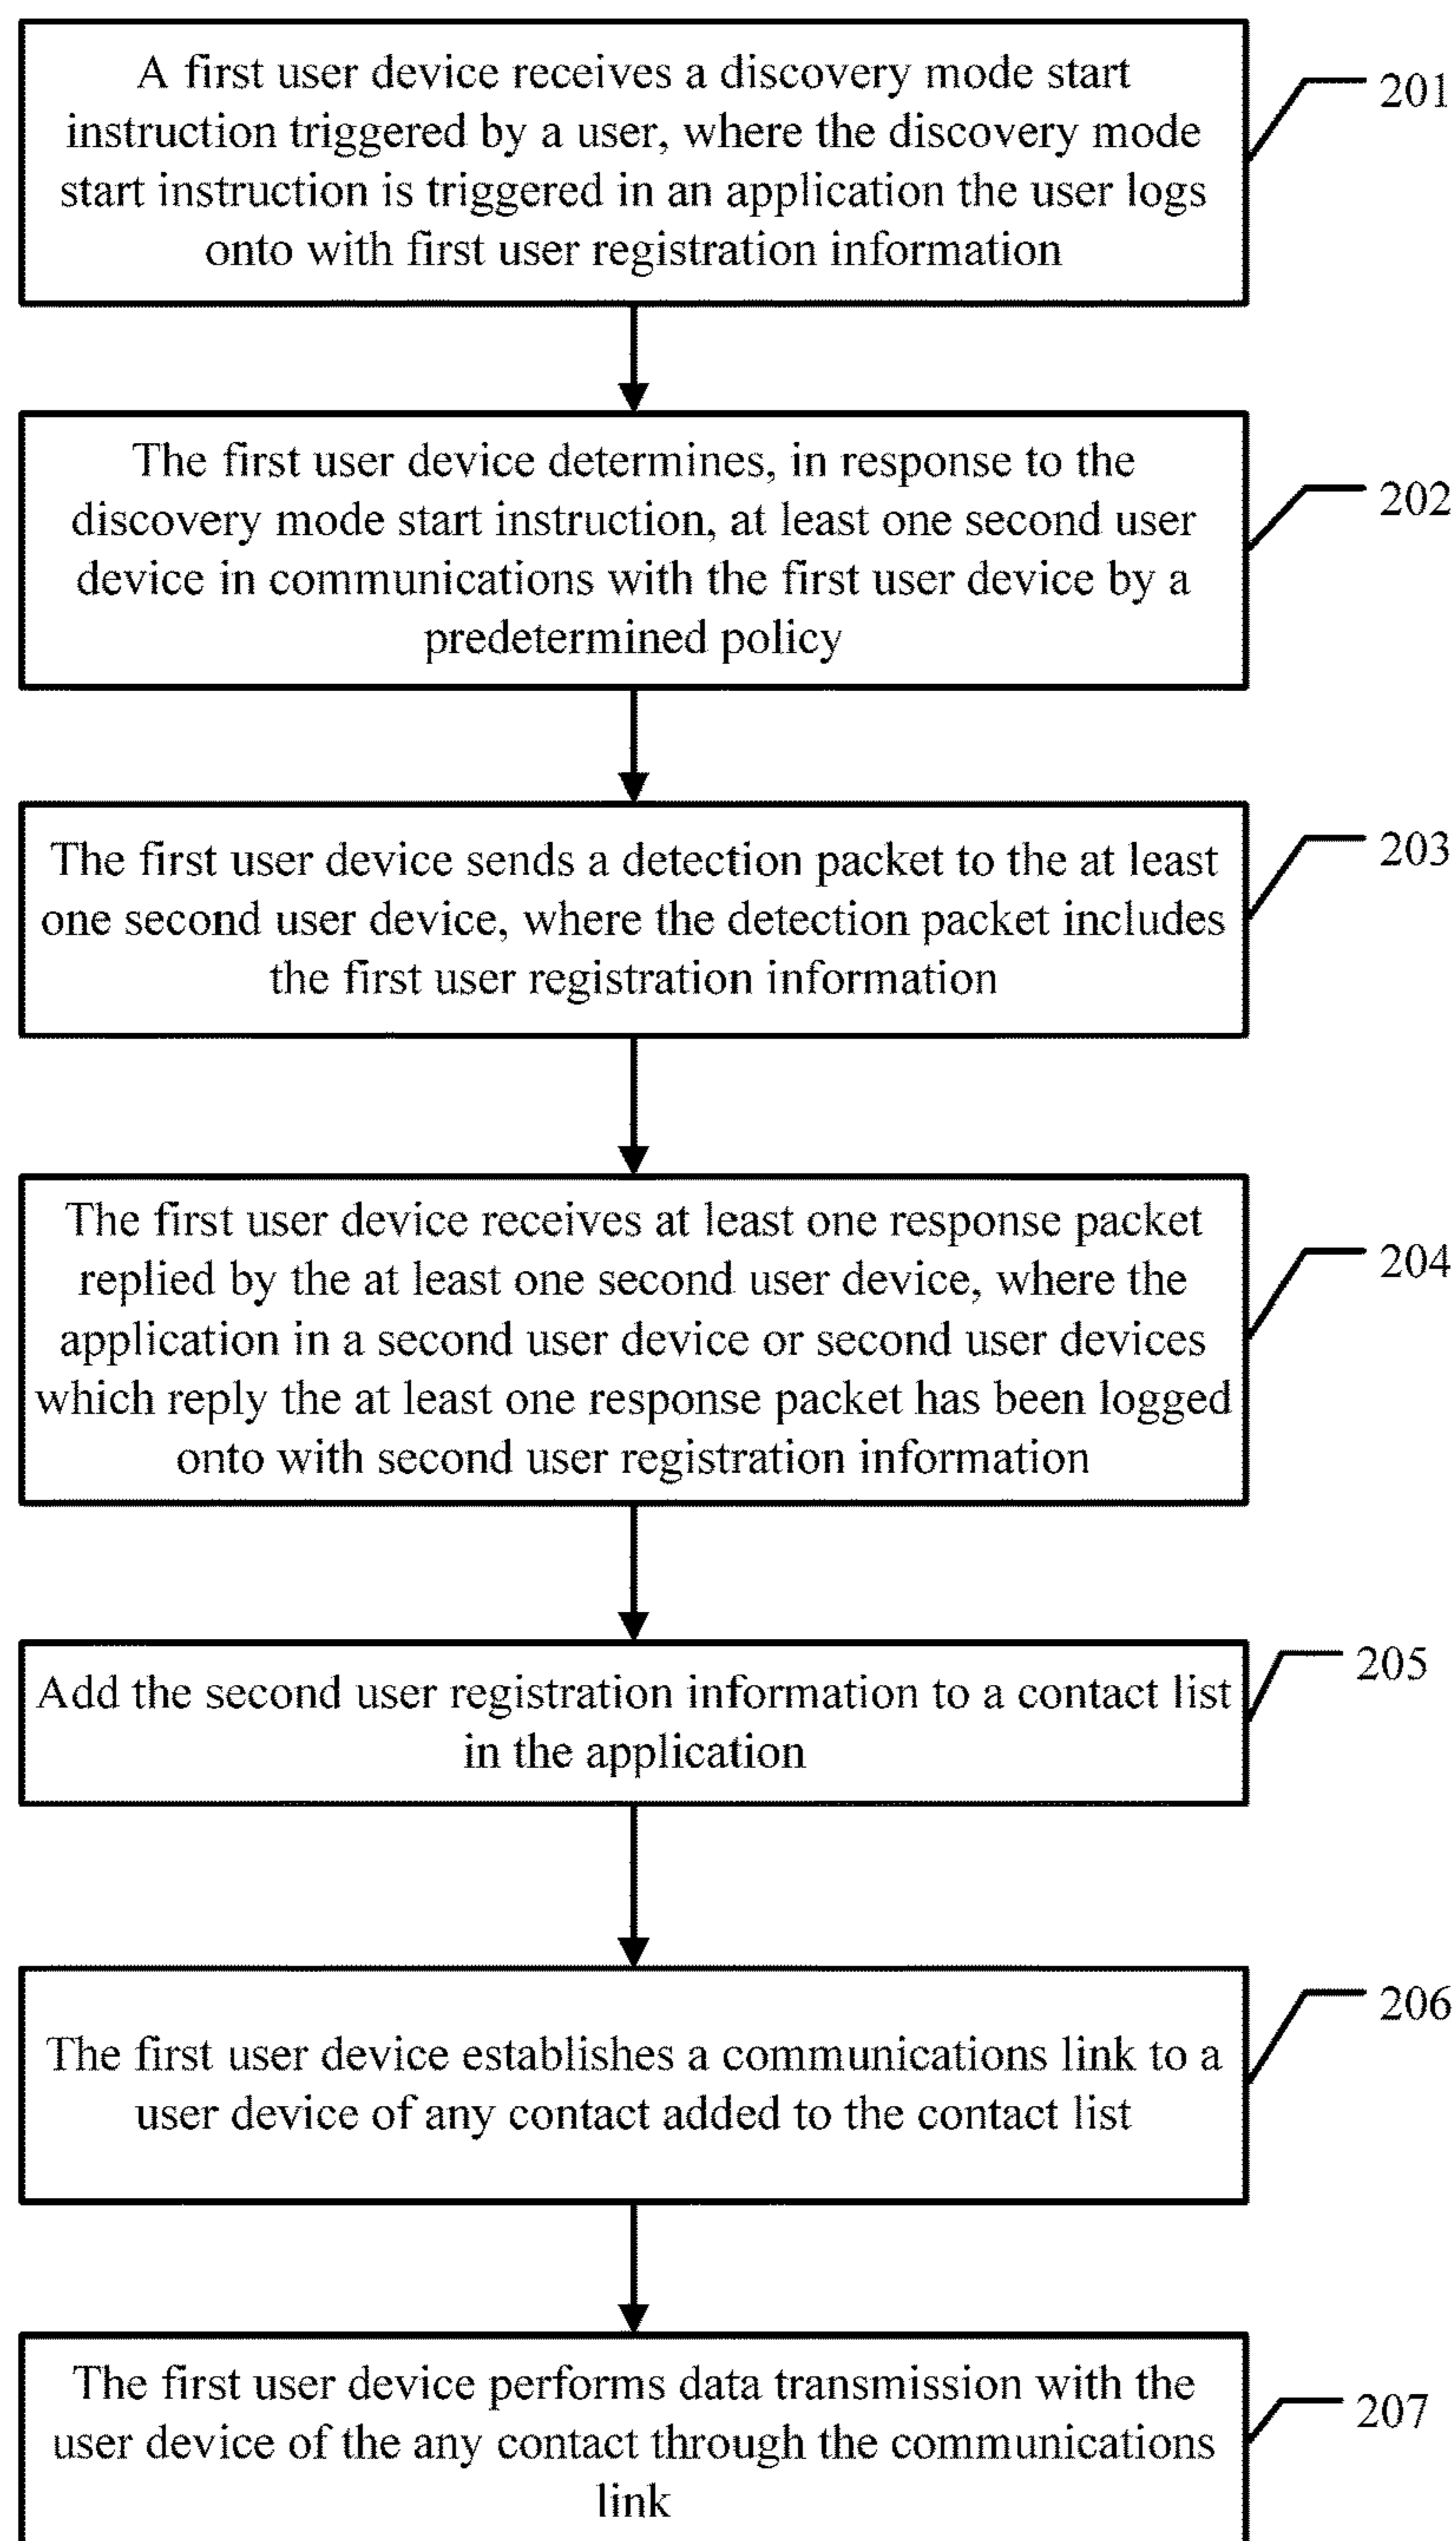 A first user device receives a discovery mode start
instruction triggered by a user, where the discovery mode
start instruction is triggered in an application the user logs
onto with first user registration information
201
The first user device determines, in response to the
discovery mode start instruction, at least one second user
device in communications with the first user device by a
predetermined policy
202
The first user device sends a detection packet to the at least
one second user device, where the detection packet includes
the first user registration information
203
The first user device receives at least one response packet
replied by the at least one second user device, where the
application in a second user device or second user devices
which reply the at least one response packet has been logged
onto with second user registration information
204
Add the second user registration information to a contact list
in the application
205
The first user device establishes a communications link to a
user device of any contact added to the contact list
206
The first user device performs data transmission with the
user device of the any contact through the communications
link
207